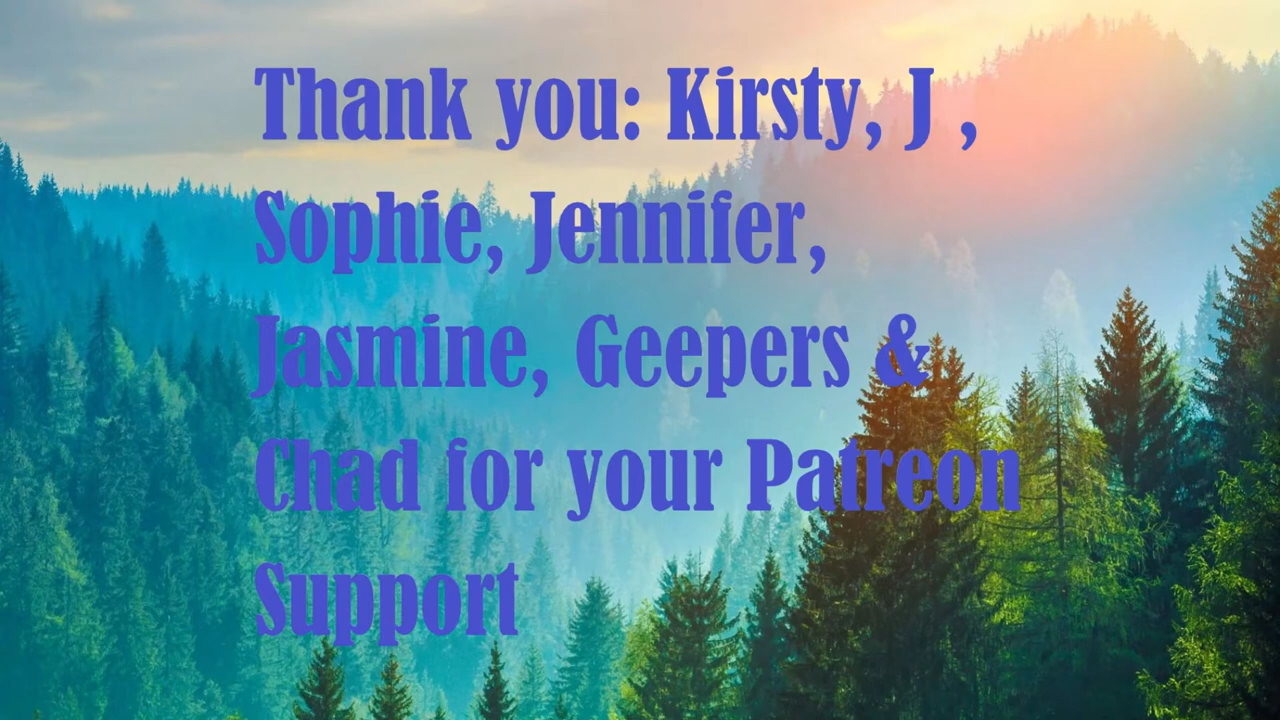 Thank you: Kirsty, J ,
Sophie, Jennifer,
Jasmine, Geepers &
Chad for your Patreon
Support